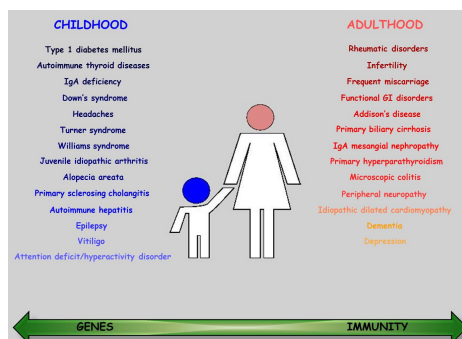 CHILDHOOD
Type 1 diabetes mellitus
Autoimmune thyroid diseases
IgA deficiency
Down's syndrome
Headaches
Turner syndrome
Williams syndrome
Juvenile idiopathic arthritis
Alopecia areata
Primary sclerosing cholangitis
Autoimmune hepatitis
Epilepsy
Vitiligo
Attention deficit/hyperactivity disorder
ADULTHOOD
Rheumatic disorders
Infertility
Frequent miscarriage
Functional GI disorders
Addison's disease
Primary biliary cirrhosis
IgA mesangial nephropathy
Primary hyperparathyroidism
Microscopic colitis
Peripheral neuropathy
Idiopathic dilated cardiomyopathy
Dementia
Depression
GENES
IMMUNITY